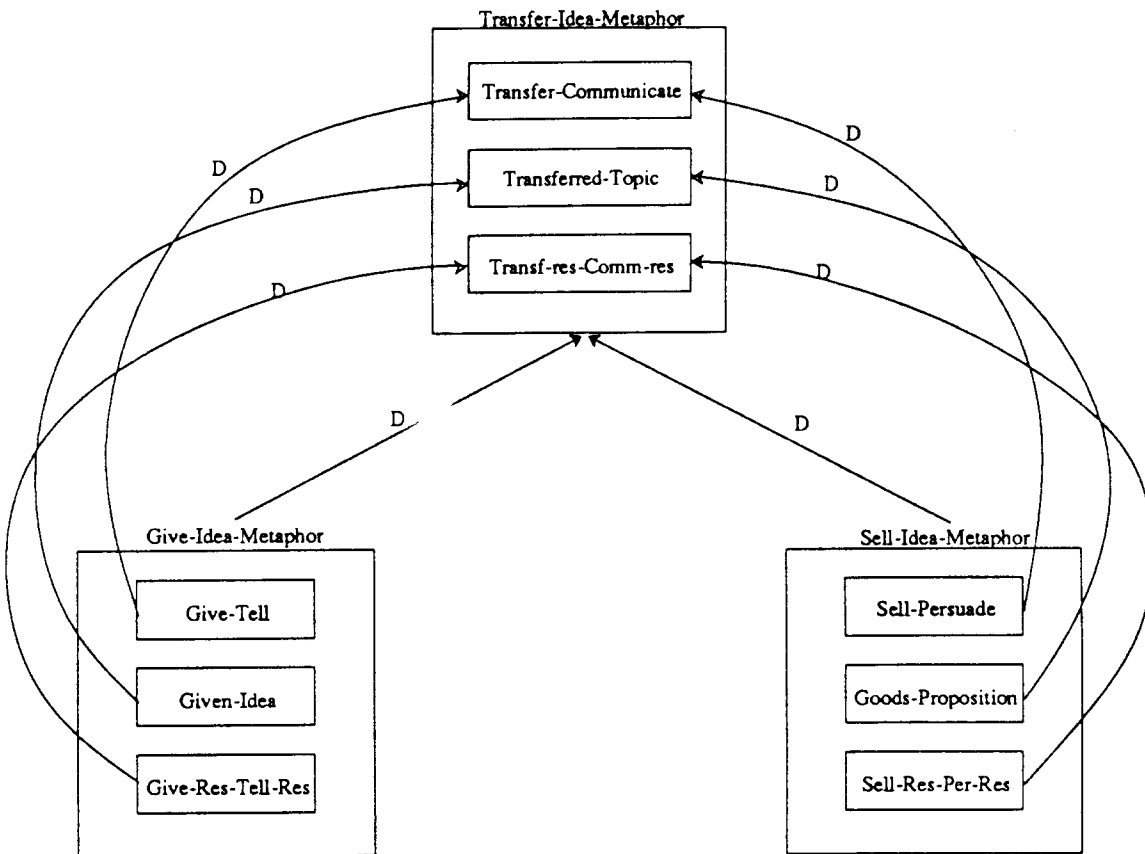 Transfer-Idea-Metaphor
Transfer-Communicate
D
D
Transferred-Topic
D
D
Transf-res-Comm-res
D
D
D
D
Give-Idea-Metaphor
Sell-Idea-Metaphor
Give-Tell
Sell-Persuade
Given-Idea
Goods-Proposition
Give-Res-Tell-Res
Sell-Res-Per-Res